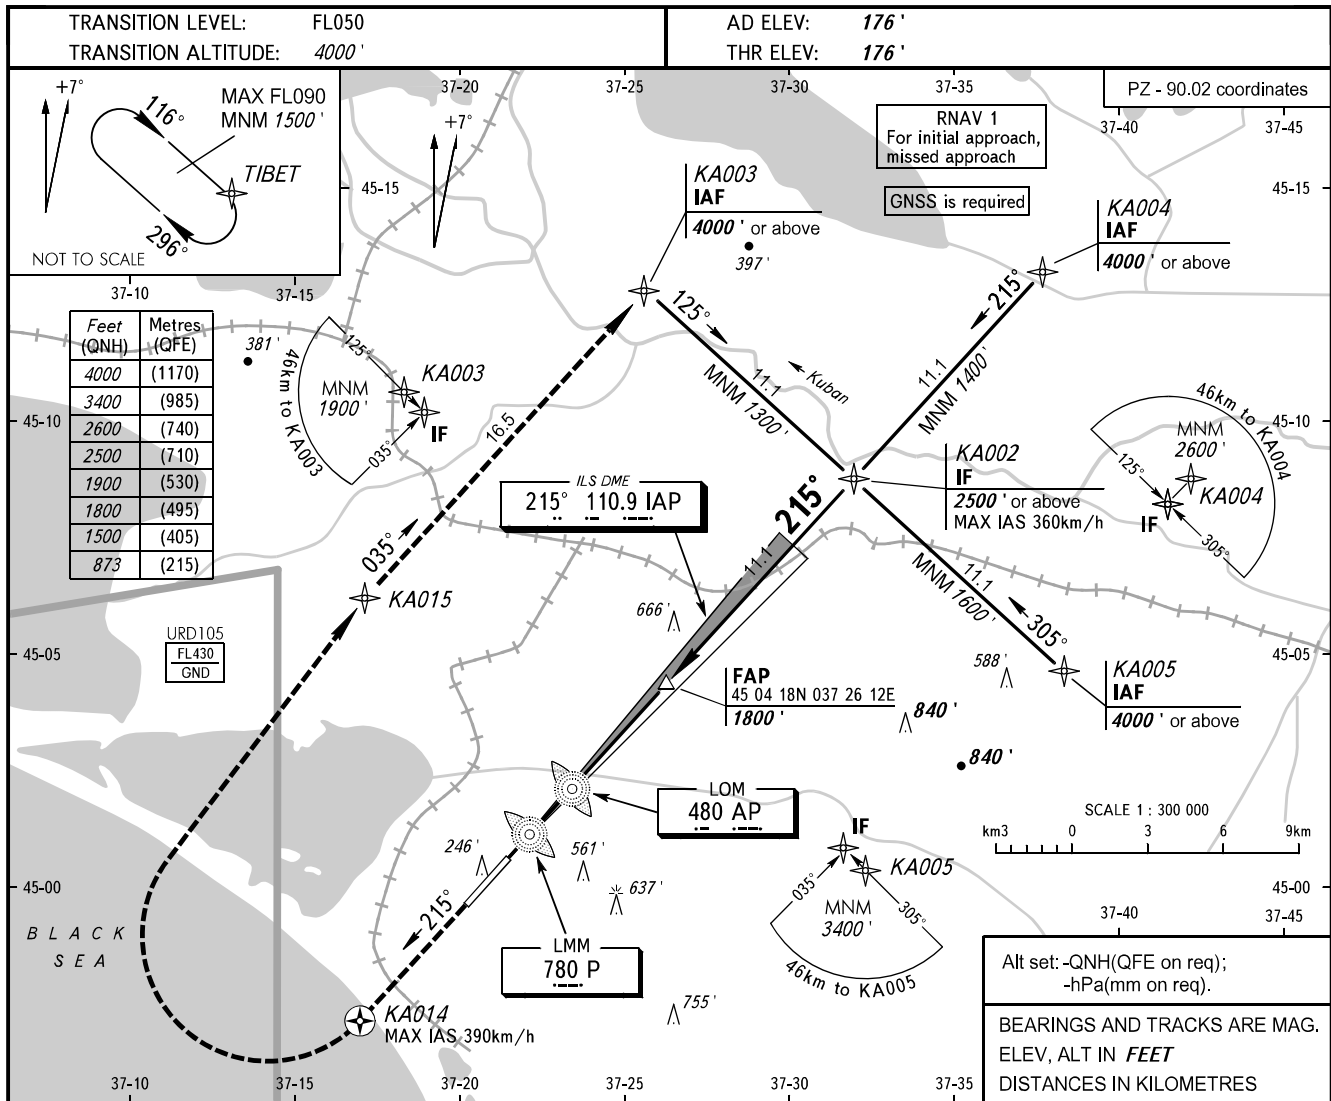 TRANSITION LEVEL: FL050
TRANSITION ALTITUDE: 4000 '
AD ELEV: 176 '
THR ELEV: 176 '
+7°
116°
MAX FL090
MNM 1500 '
TIBET
296°
NOT TO SCALE
37-20
37-25
37-30
37-35
PZ - 90.02 coordinates
37-40
37-45
+7°
45-15
45-15
RNAV 1
For initial approach,
missed approach
GNSS is required
KA003
IAF
4000 ' or above
397 '
KA004
IAF
4000 ' or above
37-10
37-15
Feet
(QNH)
Metres
(QFE)
4000 (1170)
3400 (985)
2600 (740)
2500 (710)
1900 (530)
1800 (495)
1500 (405)
873 (215)
381 '
125°
46km to KA003
MNM
1900 '
KA003
IF
035°
45-10
45-10
125°
11.1
MNM 1300 '
Kuban
215°
11.1
MNM 1400 '
16.5
035°
KA015
46km to KA004
MNM
2600 '
125°
KA004
IF
305°
KA002
IF
2500 ' or above
MAX IAS 360km/h
ILS DME
215° 110.9 IAP
215°
11.1
11.1
MNM 1600 '
305°
URD105
FL430
GND
666 '
588 '
45-05
45-05
KA005
IAF
4000 ' or above
FAP
45 04 18N 037 26 12E
1800 '
840 '
840 '
LOM
480 AP
SCALE 1 : 300 000
km3 0 3 6 9km
246 '
561 '
637 '
IF
KA005
035°
305°
MNM
3400 '
46km to KA005
45-00
45-00
215°
BLACK
SEA
LMM
780 P
37-40
37-45
755 '
KA014
MAX IAS 390km/h
Alt set: -QNH(QFE on req);
-hPa(mm on req).
BEARINGS AND TRACKS ARE MAG.
ELEV, ALT IN FEET
DISTANCES IN KILOMETRES
37-10
37-15
37-20
37-25
37-30
37-35